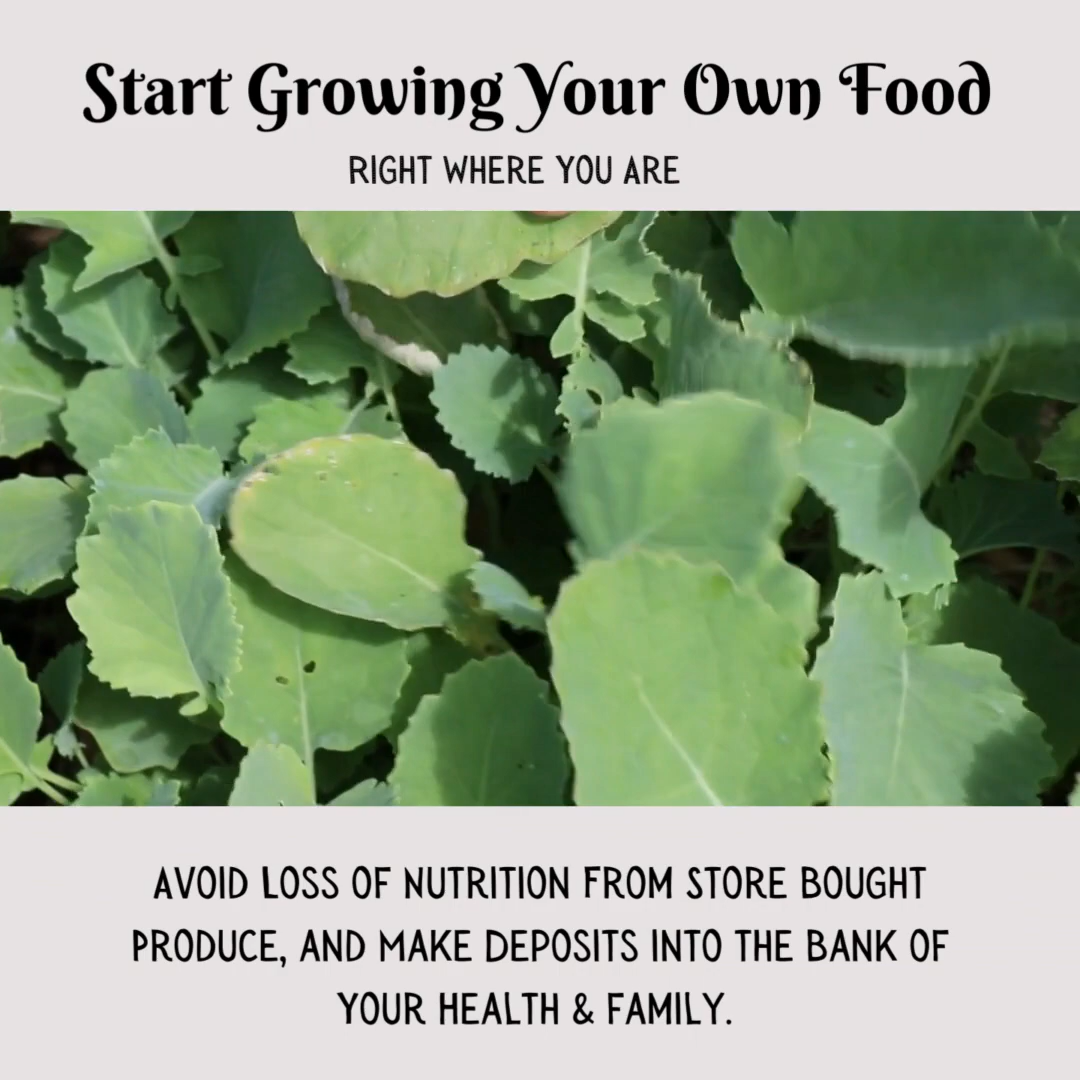 Start Growing Your Own Food
RIGHT WHERE YOU ARE
AVOID LOSS OF NUTRITION FROM STORE BOUGHT
PRODUCE, AND MAKE DEPOSITS INTO THE BANK OF
YOUR HEALTH & FAMILY.